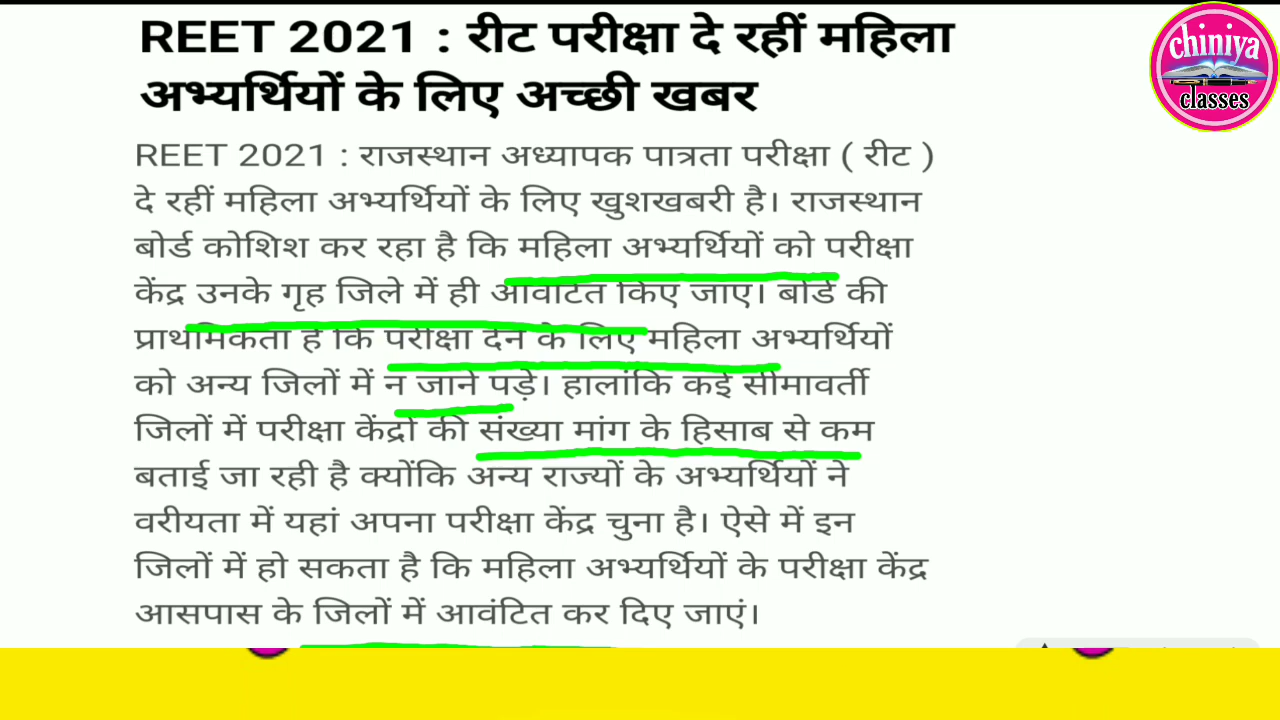 REET 2021 : रीट परीक्षा दे रहीं महिला
अभ्यर्थियों के लिए अच्छी खबर
chiniya
classes
REET 2021 : राजस्थान अध्यापक पात्रता परीक्षा ( रीट )
दे रहीं महिला अभ्यर्थियों के लिए खुशखबरी है। राजस्थान
बोर्ड कोशिश कर रहा है कि महिला अभ्यर्थियों को परीक्षा
केंद्र उनके गृह जिले में ही आवंटित किए जाए। बोर्ड की
प्राथमिकता है कि परीक्षा देने के लिए महिला अभ्यर्थियों
को अन्य जिलों में न जाने पड़े। हालांकि कई सीमावर्ती
जिलों में परीक्षा केंद्रों की संख्या मांग के हिसाब से कम
बताई जा रही है क्योंकि अन्य राज्यों के अभ्यर्थियों ने
वरीयता में यहां अपना परीक्षा केंद्र चुना है। ऐसे में इन
जिलों में हो सकता है कि महिला अभ्यर्थियों के परीक्षा केंद्र
आसपास के जिलों में आवंटित कर दिए जाएं।